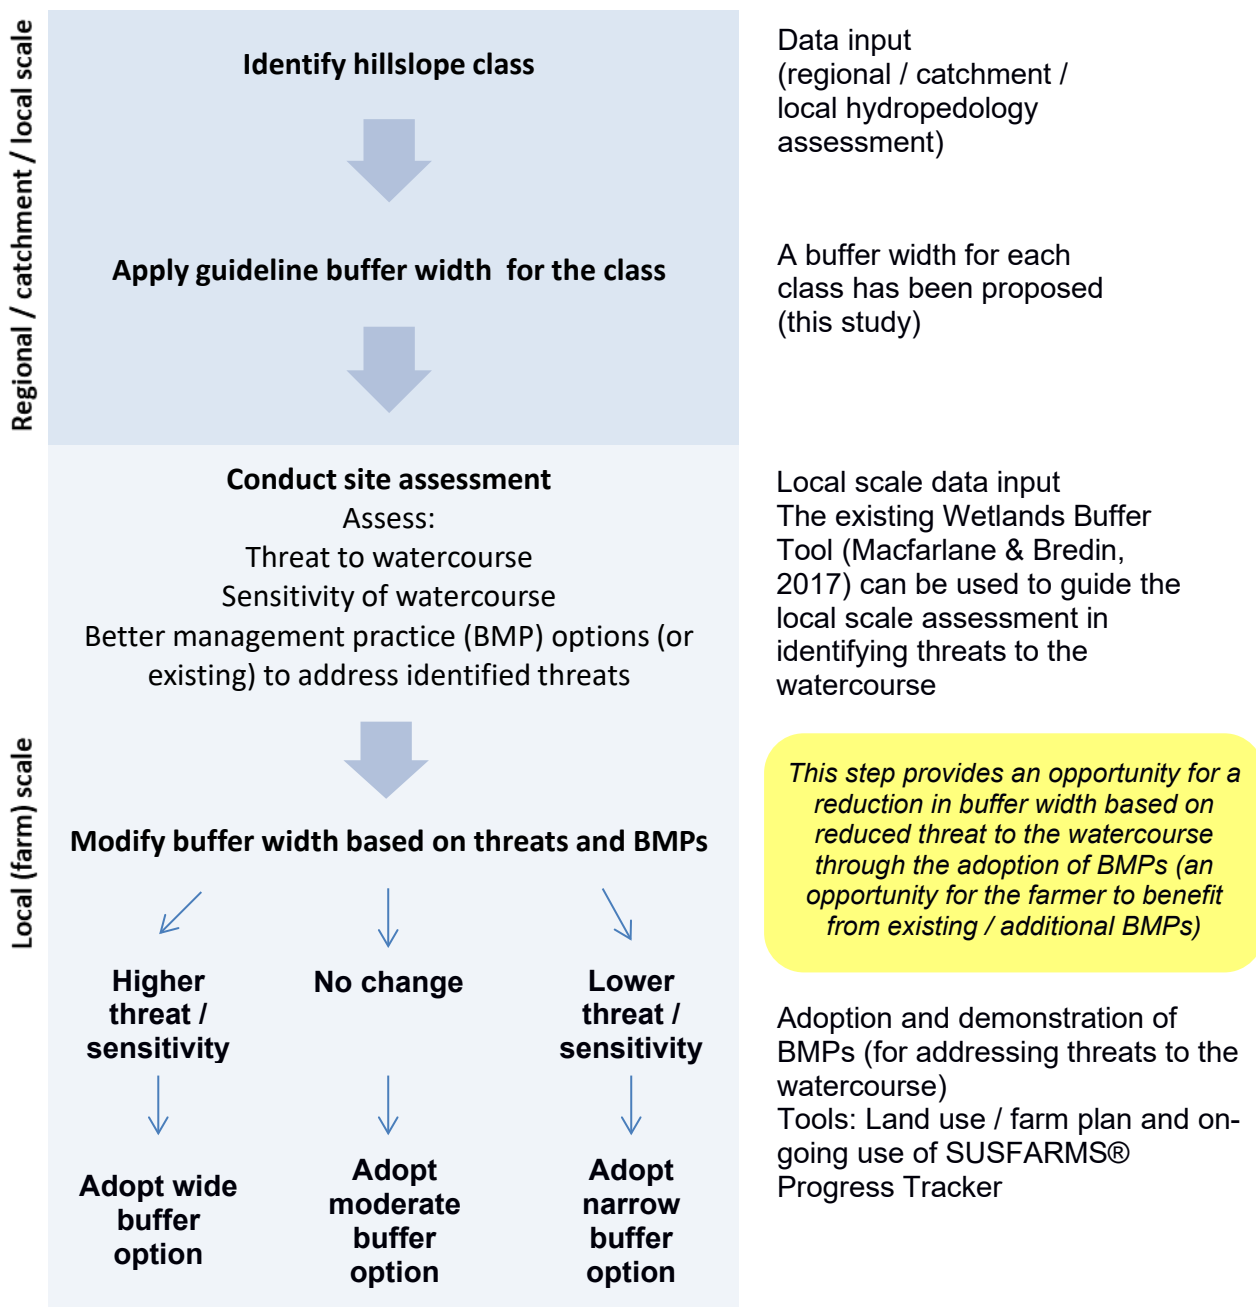 Regional / catchment / local scale
Identify hillslope class
Data input
(regional / catchment /
local hydropedology
assessment)
Apply guideline buffer width for the class
A buffer width for each
class has been proposed
(this study)
Local (farm) scale
Conduct site assessment
Assess:
Threat to watercourse
Sensitivity of watercourse
Better management practice (BMP) options (or
existing) to address identified threats
Local scale data input
The existing Wetlands Buffer
Tool (Macfarlane & Bredin,
2017) can be used to guide the
local scale assessment in
identifying threats to the
watercourse
Modify buffer width based on threats and BMPs
This step provides an opportunity for a
reduction in buffer width based on
reduced threat to the watercourse
through the adoption of BMPs (an
opportunity for the farmer to benefit
from existing / additional BMPs)
Higher
threat /
sensitivity
No change
Lower
threat /
sensitivity
Adopt wide
buffer
option
Adopt
moderate
buffer
option
Adopt
narrow
buffer
option
Adoption and demonstration of
BMPs (for addressing threats to the
watercourse)
Tools: Land use / farm plan and on-
going use of SUSFARMS®
Progress Tracker